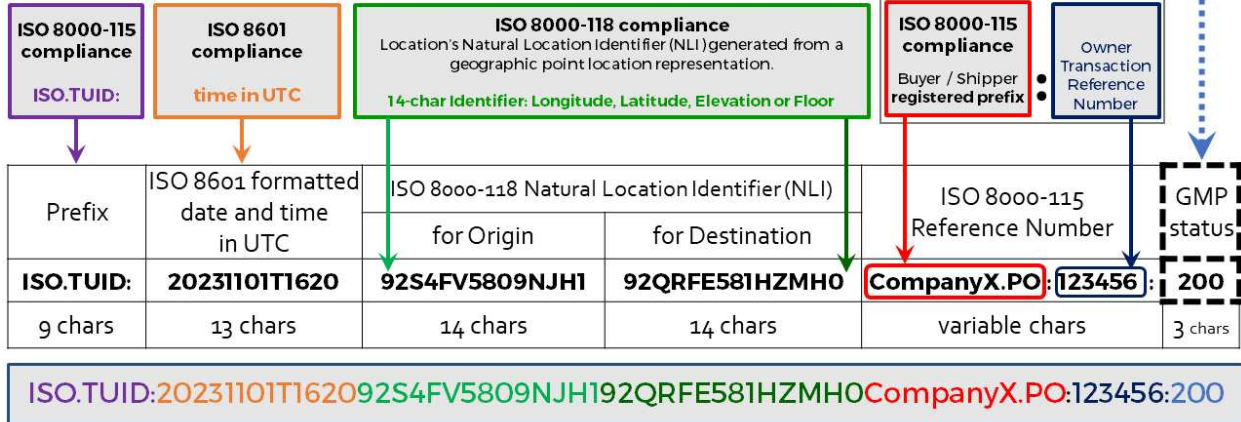 ISO 8000-115
compliance
ISO.TUID:
ISO 8601
compliance
time in UTC
ISO 8000-118 compliance
Location's Natural Location Identifier (NLI) generated from a
geographic point location representation.
14-char Identifier: Longitude, Latitude, Elevation or Floor
ISO 8000-115
compliance
Buyer / Shipper
registered prefix
:
Owner
Transaction
Reference
Number
Prefix
ISO 8601 formatted
date and time
in UTC
ISO 8000-118 Natural Location Identifier (NLI)
for Origin
for Destination
ISO 8000-115
Reference Number
GMP
status
ISO.TUID:
20231101T1620
92S4FV5809NJH1
92QRFE581HZMH0
CompanyX.PO:123456:
200
9 chars
13 chars
14 chars
14 chars
variable chars
3 chars
ISO.TUID:20231101T162092S4FV5809NJH192QRFE581HZMH0CompanyX.PO:123456:200